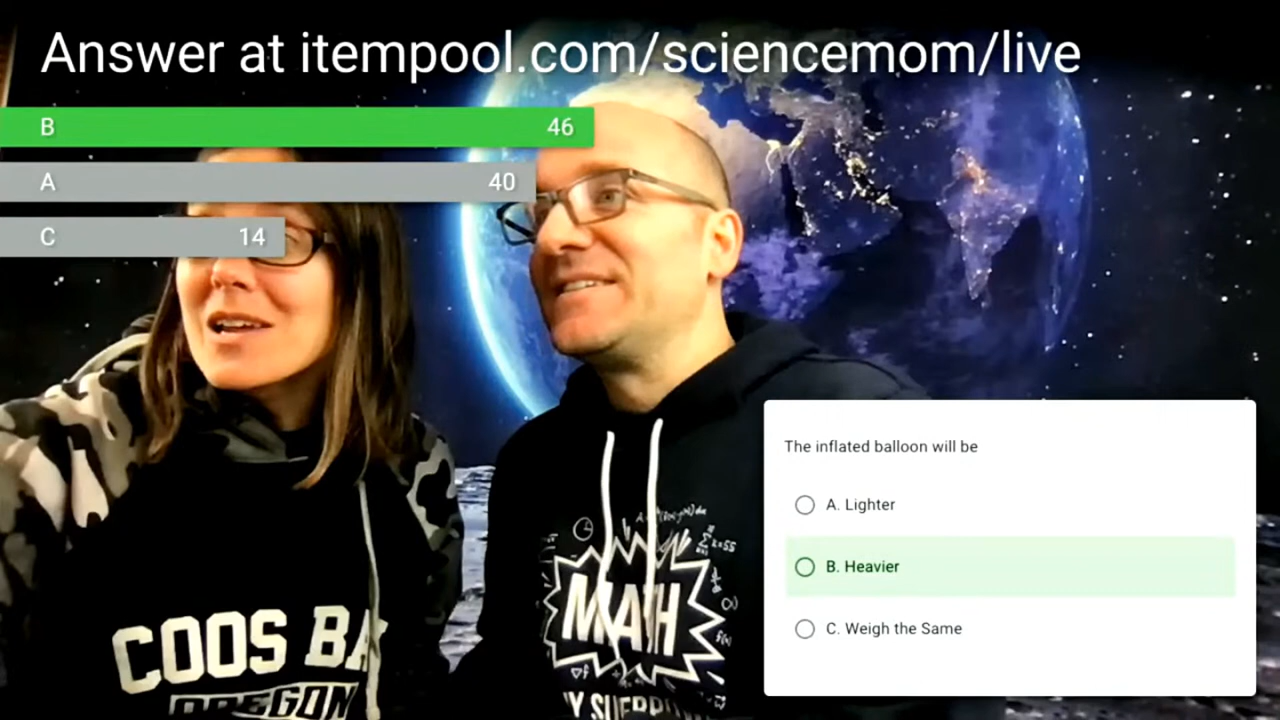 Answer at itempool.com/sciencemom/live
B 46
A 40
C 14
The inflated balloon will be
A. Lighter
B. Heavier
C. Weigh the Same
COOS BA
OREGON
MATH